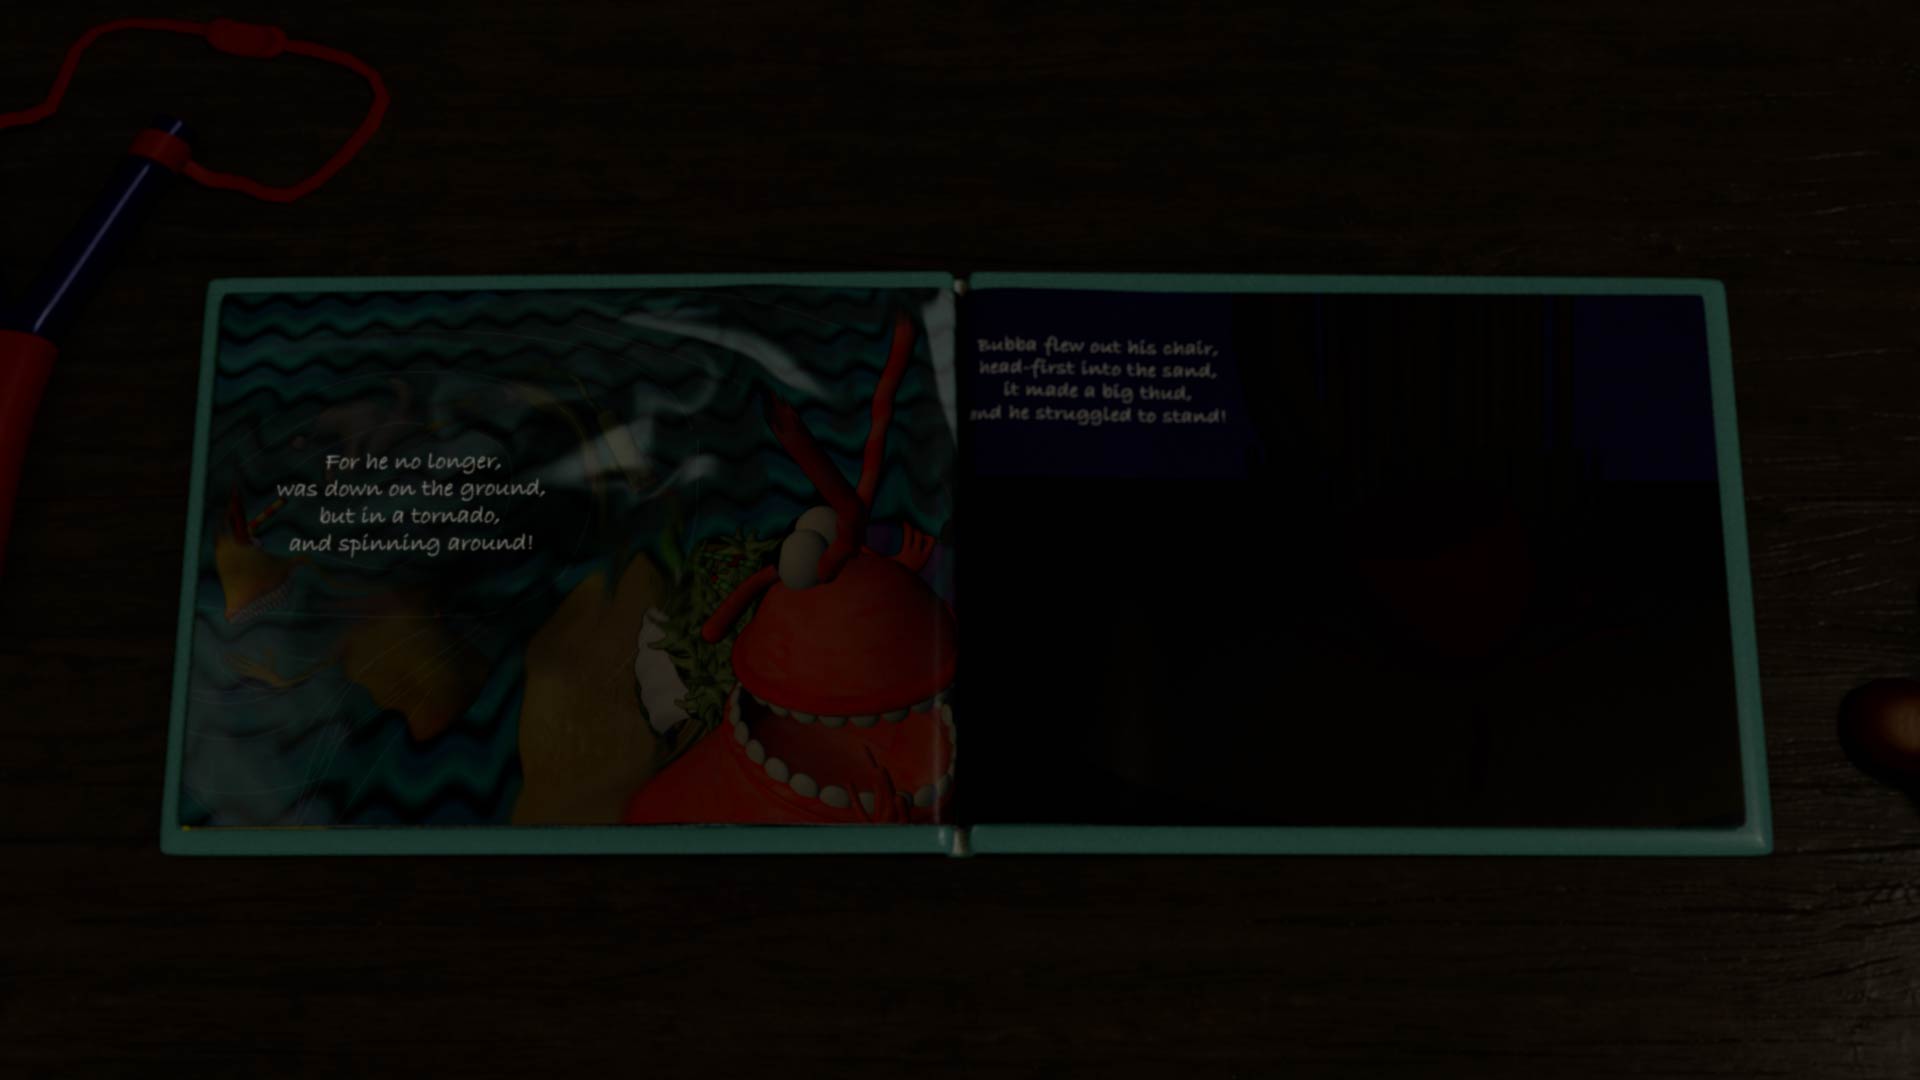 For he no longer,
was down on the ground,
but in a tornado,
and spinning around!
Bubba flew out his chair,
head-first into the sand,
it made a big thud,
and he struggled to stand!